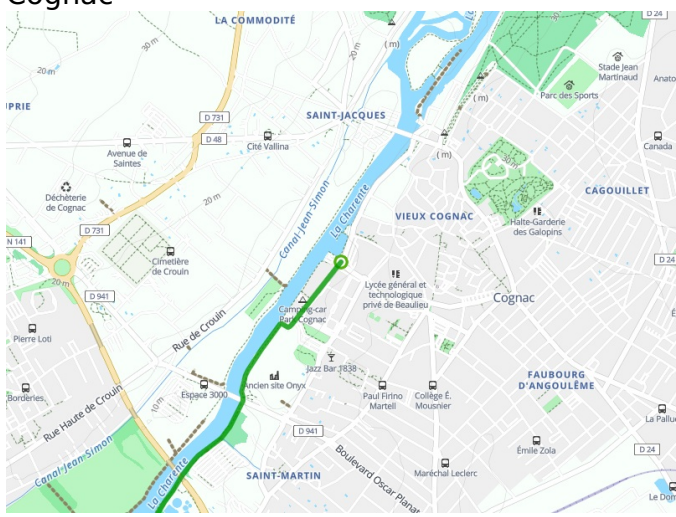 Cognac
LA COMMODITÉ
D 24
30 m
20 m
( m)
Stade Jean
Martinaud
Parc des Sports
D 731
SAINT-JACQUES
( m)
UPRIE
D 48
Avenue de
Saintes
Cité Vallina
( m)
30 m
Canada
Déchèterie
de Cognac
20 m
La Charente
Canal-Jean-Simon
VIEUX COGNAC
CAGOUILLET
Halte-Garderie
des Galopins
D 731
N 141
Cimetière
de Crouin
D 24
20 m
D 941
Lycée général et
technologique
privé de Beaulieu
Cognac
Camping-car
Park Cognac
Rue de Crouin
Pierre Loti
Jazz Bar 1838
Ancien site Onyx
FAUBOURG
D'ANGOULÊME
Borderies
Espace 3000
10 m
Paul Firino
Martell
Collège É.
Mousnier
Rue Haute de Crouin
La Pallue
D 941
Canal-Jean-Simon
La Charente
Émile Zola
D 24
SAINT-MARTIN
Boulevard Oscar Planat
Maréchal Leclerc
Le Dom